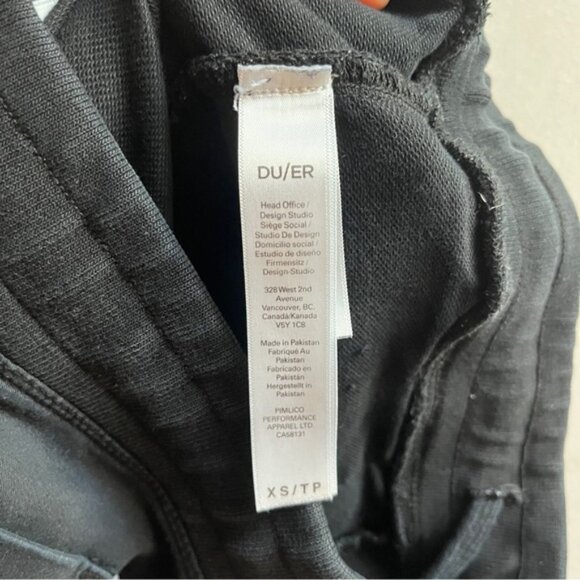 DU/ER
Head Office /
Design Studio
Siège Social /
Studio De Design
Domicilio social /
Estudio de diseño
Firmensitz /
Design-Studio
328 West 2nd
Avenue
Vancouver, BC,
Canada/Kanada
V5Y 1C8
Made in Pakistan
Fabriqué Au
Pakistan
Fabricado en
Pakistán
Hergestellt in
Pakistan
PIMLICO
PERFORMANCE
APPAREL LTD.
CA58131
XS/TP